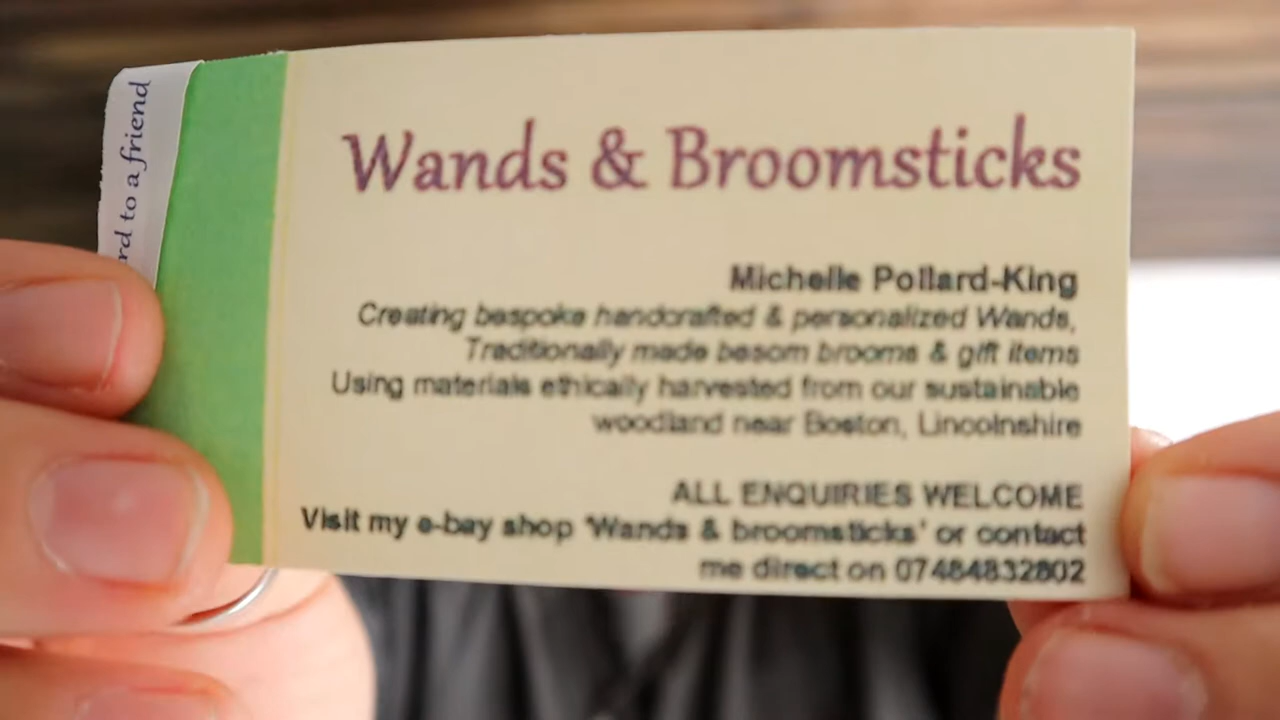 rd to a friend
Wands & Broomsticks
Michelle Pollard-King
Creating bespoke handcrafted & personalized Wands,
Traditionally made besom brooms & gift items
Using materials ethically harvested from our sustainable
woodland near Boston, Lincolnshire
ALL ENQUIRIES WELCOME
Visit my e-bay shop 'Wands & broomsticks' or contact
me direct on 07484832802